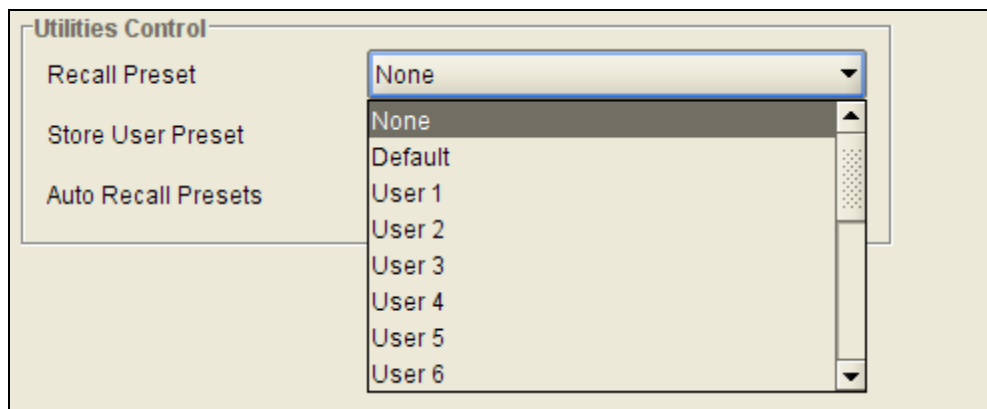 Utilities Control
Recall Preset None
None
Store User Preset
Default
Auto Recall Presets
User 1
User 2
User 3
User 4
User 5
User 6